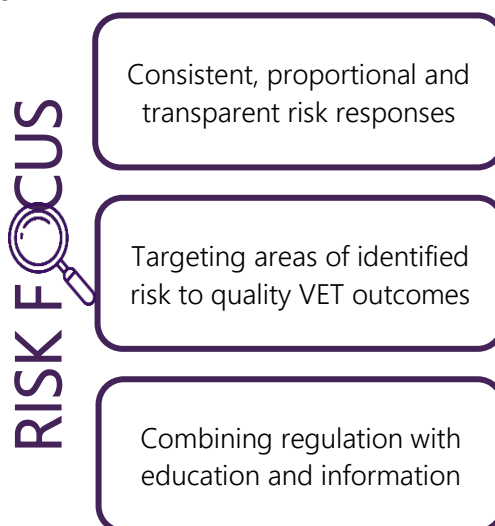 RISK FOCUS
Consistent, proportional and
transparent risk responses
Targeting areas of identified
risk to quality VET outcomes
Combining regulation with
education and information